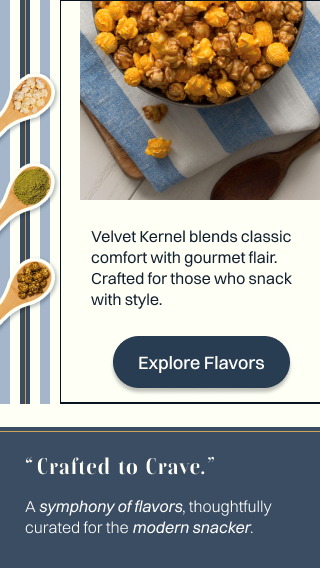 Velvet Kernel blends classic
comfort with gourmet flair.
Crafted for those who snack
with style.
Explore Flavors
“Crafted to Crave.”
A symphony of flavors, thoughtfully
curated for the modern snacker.